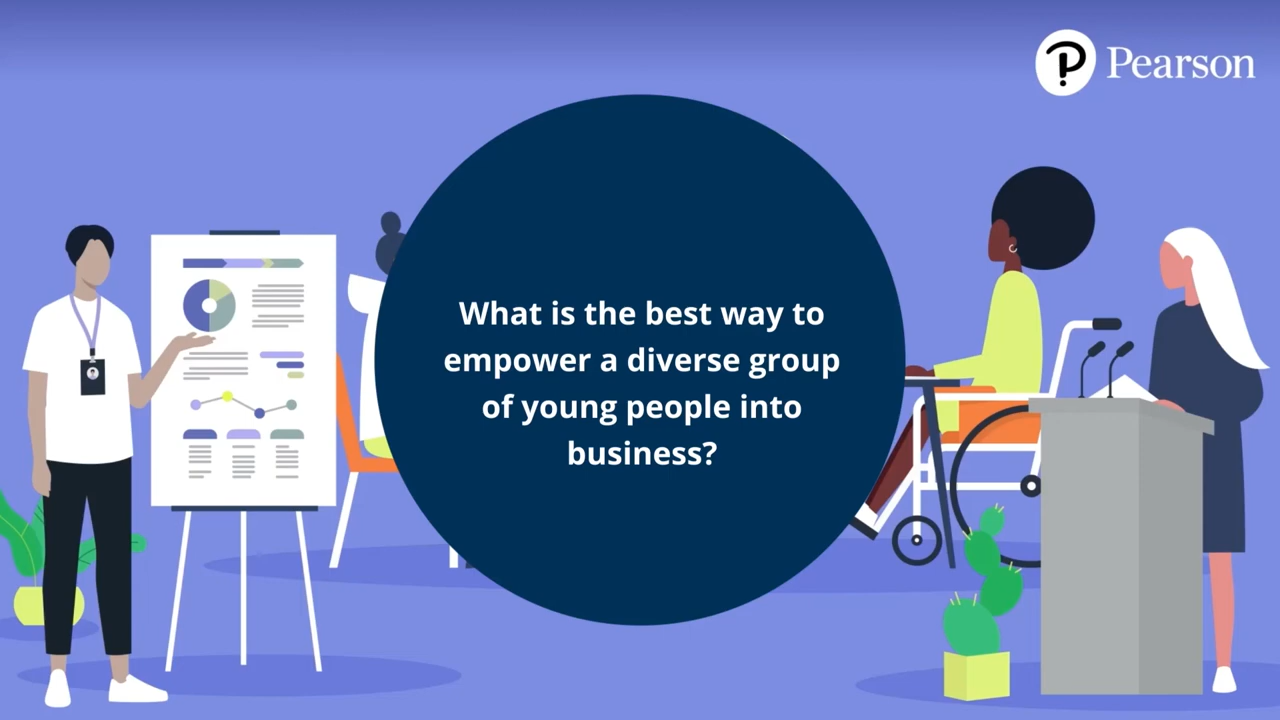 Pearson
What is the best way to
empower a diverse group
of young people into
business?